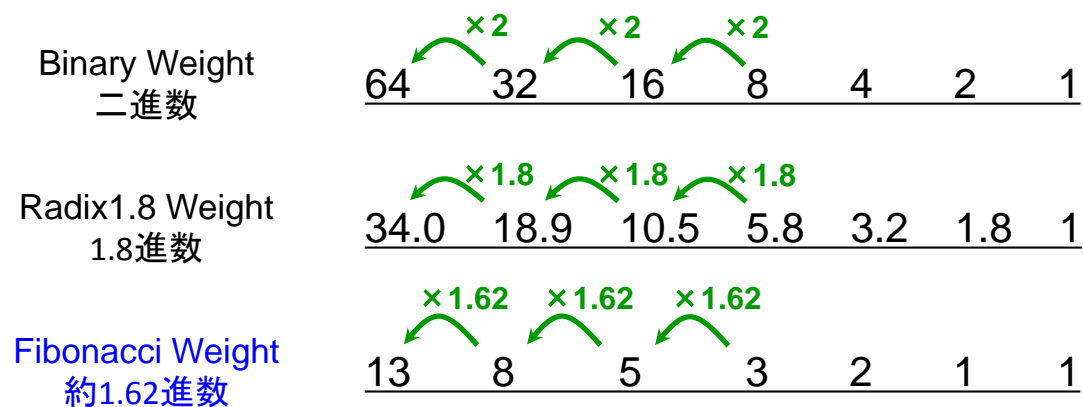 ×2 ×2 ×2
Binary Weight
二進数
64 32 16 8 4 2 1
×1.8 ×1.8 ×1.8
Radix1.8 Weight
1.8進数
34.0 18.9 10.5 5.8 3.2 1.8 1
×1.62 ×1.62 ×1.62
Fibonacci Weight
約1.62進数
13 8 5 3 2 1 1